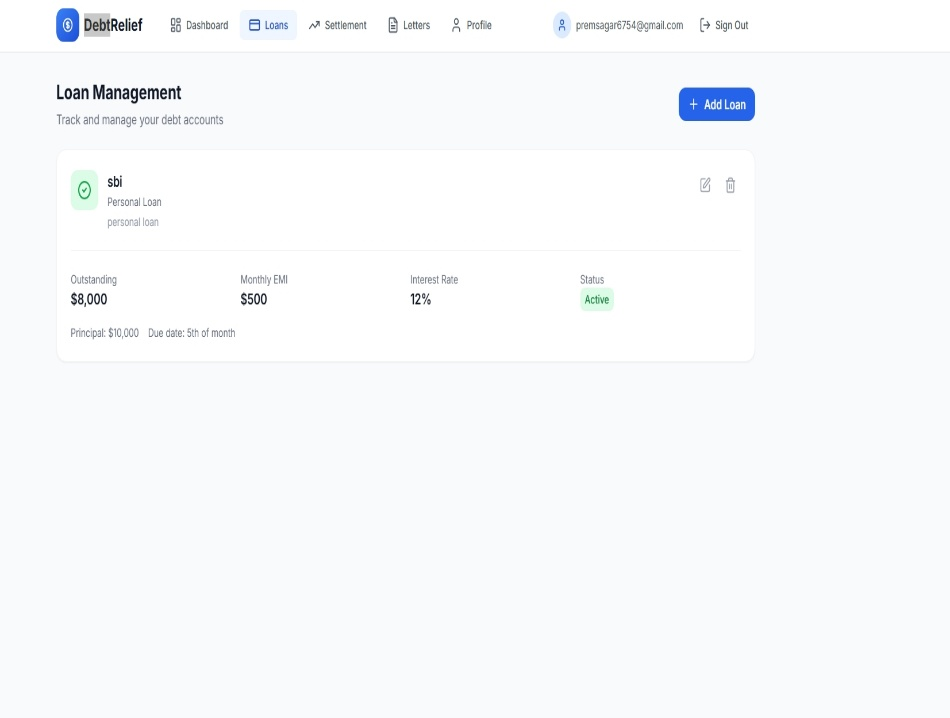 DebtRelief Dashboard Loans Settlement Letters Profile premsagar6754@gmail.com Sign Out
Loan Management
+ Add Loan
Track and manage your debt accounts
sbi
Personal Loan
personal loan
Outstanding Monthly EMI Interest Rate Status
$8,000 $500 12% Active
Principal: $10,000 Due date: 5th of month